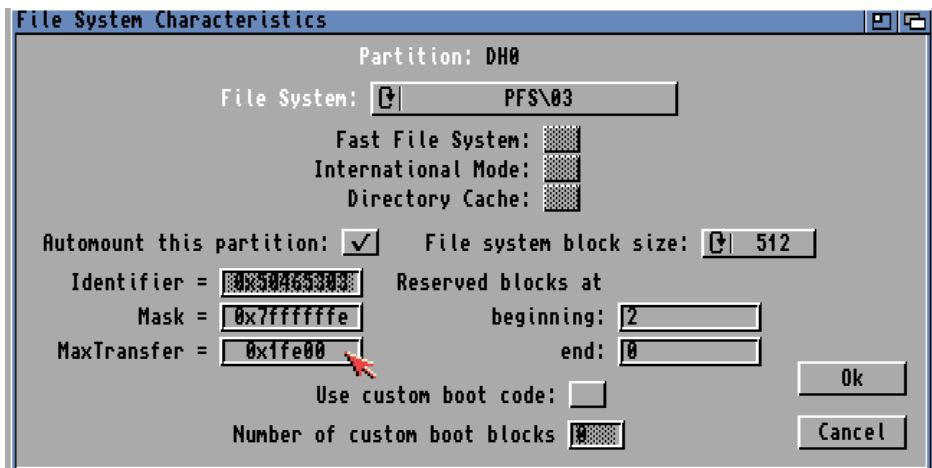 File System Characteristics
Partition: DH0
File System: PFS\03
Fast File System:
International Mode:
Directory Cache:
Automount this partition: File system block size: 512
Identifier = 0x50465303 Reserved blocks at
Mask = 0x7ffffffe beginning: 2
MaxTransfer = 0x1fe00 end: 0
Ok
Use custom boot code:
Number of custom boot blocks 0 Cancel